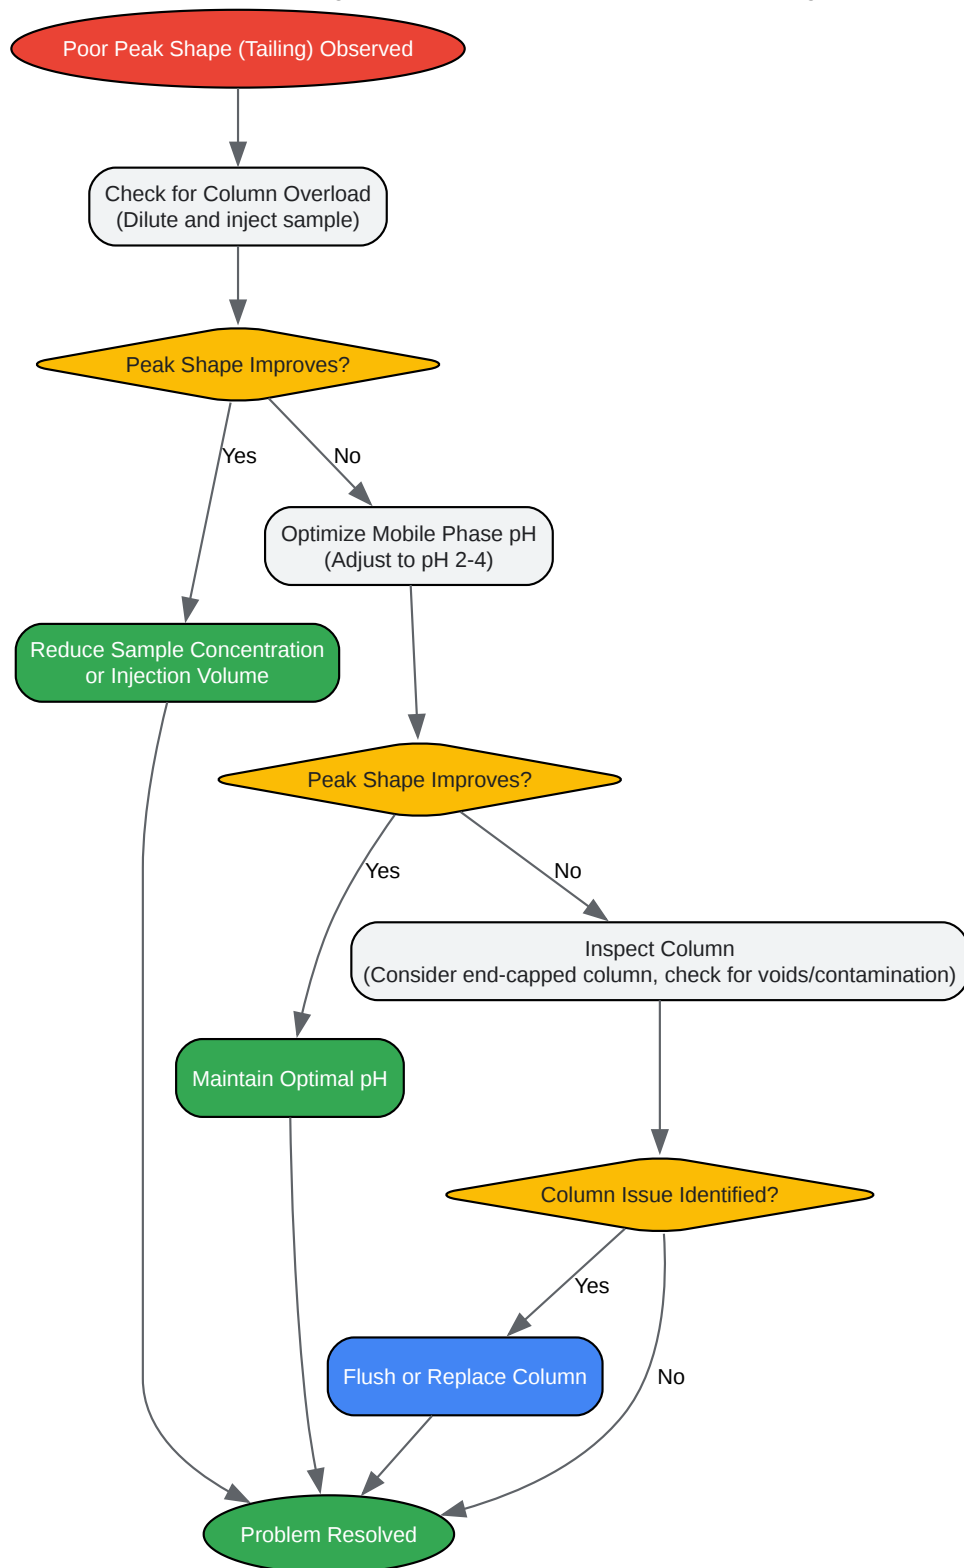 Poor Peak Shape (Tailing) Observed
Check for Column Overload
(Dilute and inject sample)
Peak Shape Improves?
Yes
No
Optimize Mobile Phase pH
(Adjust to pH 2-4)
Reduce Sample Concentration
or Injection Volume
Peak Shape Improves?
Yes
No
Inspect Column
(Consider end-capped column, check for voids/contamination)
Maintain Optimal pH
Column Issue Identified?
Yes
Flush or Replace Column
No
Problem Resolved